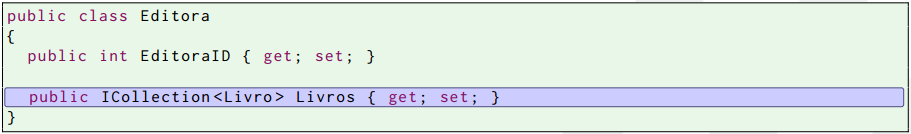 public class Editora
{
public int EditoraID { get; set; }
public ICollection<Livro> Livros { get; set; }
}